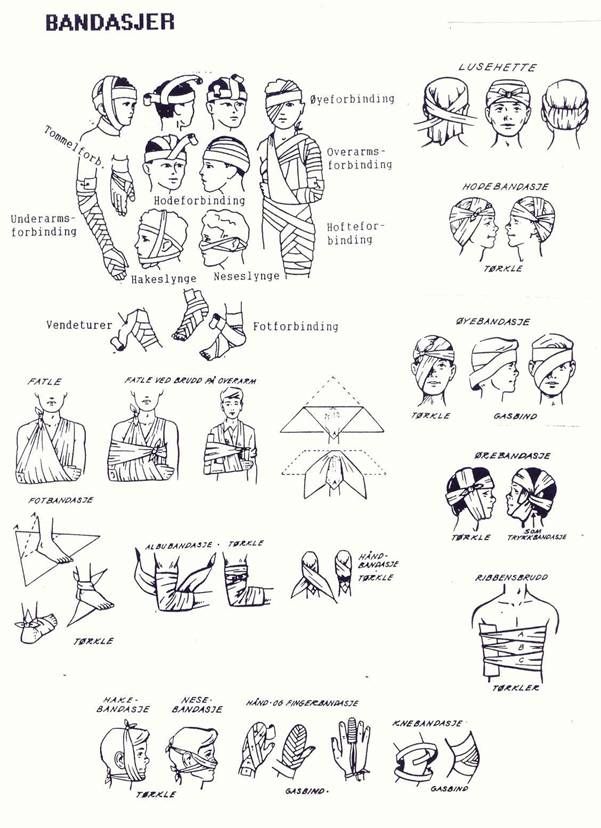 BANDASJER
LUSEHETTE
Øyeforbinding
Tommelforb.
Overarms-
forbinding
HODEBANDASJE
Hodeforbinding
Underarms-
forbinding
Hoftefor-
binding
TØRKLE
Hakeslynge
Neseslynge
Vendeturer
Fotforbinding
ØYEBANDASJE
FATLE
FATLE VED BRUDD PÅ OVERARM
TØRKLE
GASBIND
ØREBANDASJE
FOTBANDASJE
A
A
TØRKLE
SOM
TRYKKBANDASJE
ALBUBANDASJE · TØRKLE
HÅND-
BANDASJE
TØRKLE
RIBBENSBRUDD
TØRKLE
A
B
C
TØRKLER
HAKE-
BANDASJE
NESE-
BANDASJE
HÅND- OG FINGERBANDASJE
KNEBANDASJE
TØRKLE
GASBIND
GASBIND